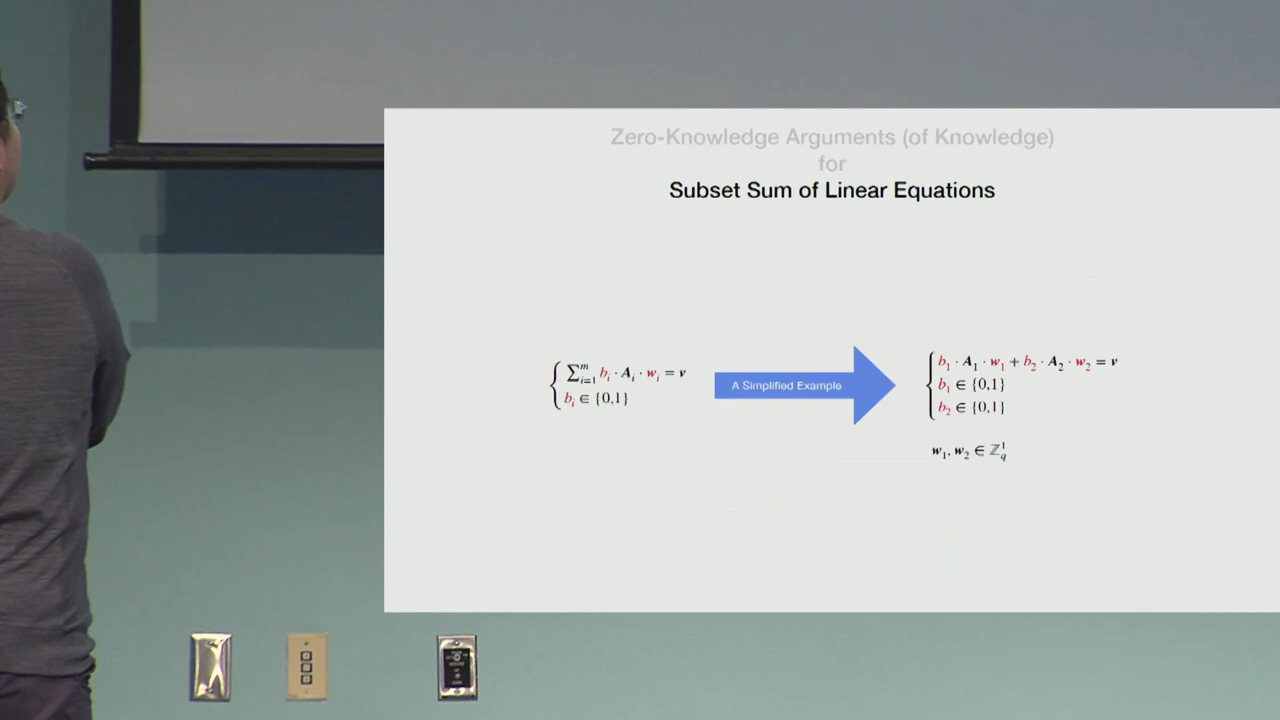 Zero-Knowledge Arguments (of Knowledge)
for
Subset Sum of Linear Equations
{ ∑ᵢ₌₁ᵐ bᵢ · Aᵢ · wᵢ = v
bᵢ ∈ {0,1}
A Simplified Example
{ b₁ · A₁ · w₁ + b₂ · A₂ · w₂ = v
b₁ ∈ {0,1}
b₂ ∈ {0,1}
w₁, w₂ ∈ ℤ_q^1